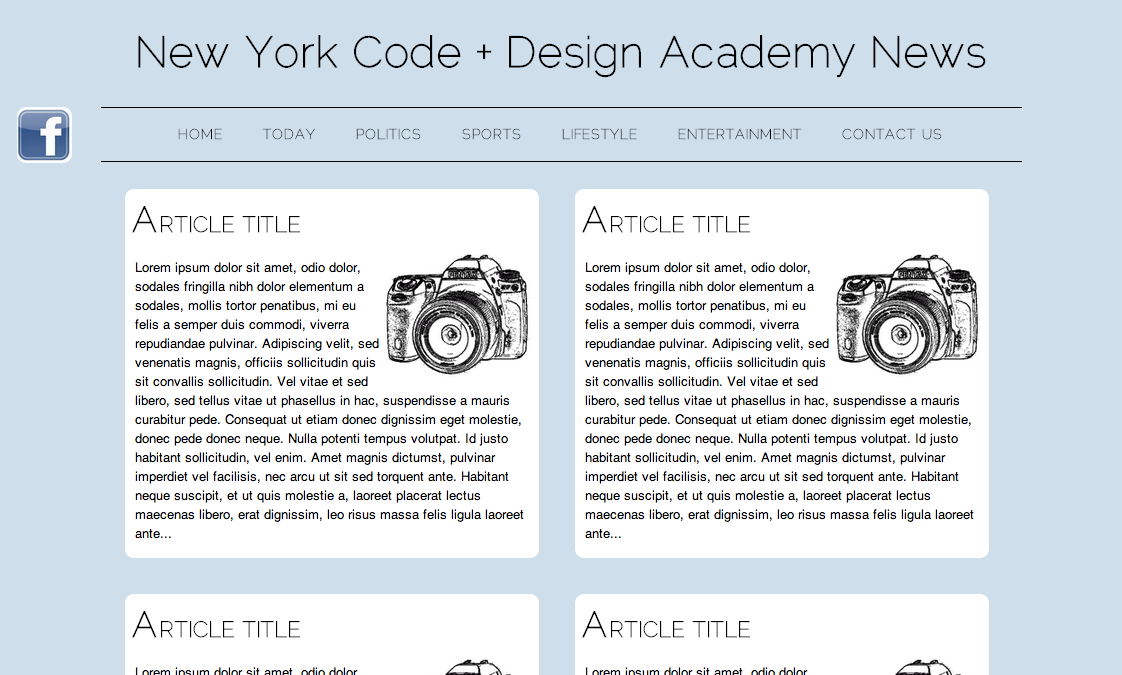 New York Code + Design Academy News
f
HOME TODAY POLITICS SPORTS LIFESTYLE ENTERTAINMENT CONTACT US
Article title
Lorem ipsum dolor sit amet, odio dolor,
sodales fringilla nibh dolor elementum a
sodales, mollis tortor penatibus, mi eu
felis a semper duis commodi, viverra
repudiandae pulvinar. Adipiscing velit, sed
venenatis magnis, officiis sollicitudin quis
sit convallis sollicitudin. Vel vitae et sed
libero, sed tellus vitae ut phasellus in hac, suspendisse a mauris
curabitur pede. Consequat ut etiam donec dignissim eget molestie,
donec pede donec neque. Nulla potenti tempus volutpat. Id justo
habitant sollicitudin, vel enim. Amet magnis dictumst, pulvinar
imperdiet vel facilisis, nec arcu ut sit sed torquent ante. Habitant
neque suscipit, et ut quis molestie a, laoreet placerat lectus
maecenas libero, erat dignissim, leo risus massa felis ligula laoreet
ante...
Article title
Lorem ipsum dolor sit amet, odio dolor,
sodales fringilla nibh dolor elementum a
sodales, mollis tortor penatibus, mi eu
felis a semper duis commodi, viverra
repudiandae pulvinar. Adipiscing velit, sed
venenatis magnis, officiis sollicitudin quis
sit convallis sollicitudin. Vel vitae et sed
libero, sed tellus vitae ut phasellus in hac, suspendisse a mauris
curabitur pede. Consequat ut etiam donec dignissim eget molestie,
donec pede donec neque. Nulla potenti tempus volutpat. Id justo
habitant sollicitudin, vel enim. Amet magnis dictumst, pulvinar
imperdiet vel facilisis, nec arcu ut sit sed torquent ante. Habitant
neque suscipit, et ut quis molestie a, laoreet placerat lectus
maecenas libero, erat dignissim, leo risus massa felis ligula laoreet
ante...
Article title
Lorem ipsum dolor sit amet, odio dolor,
Article title
Lorem ipsum dolor sit amet, odio dolor,